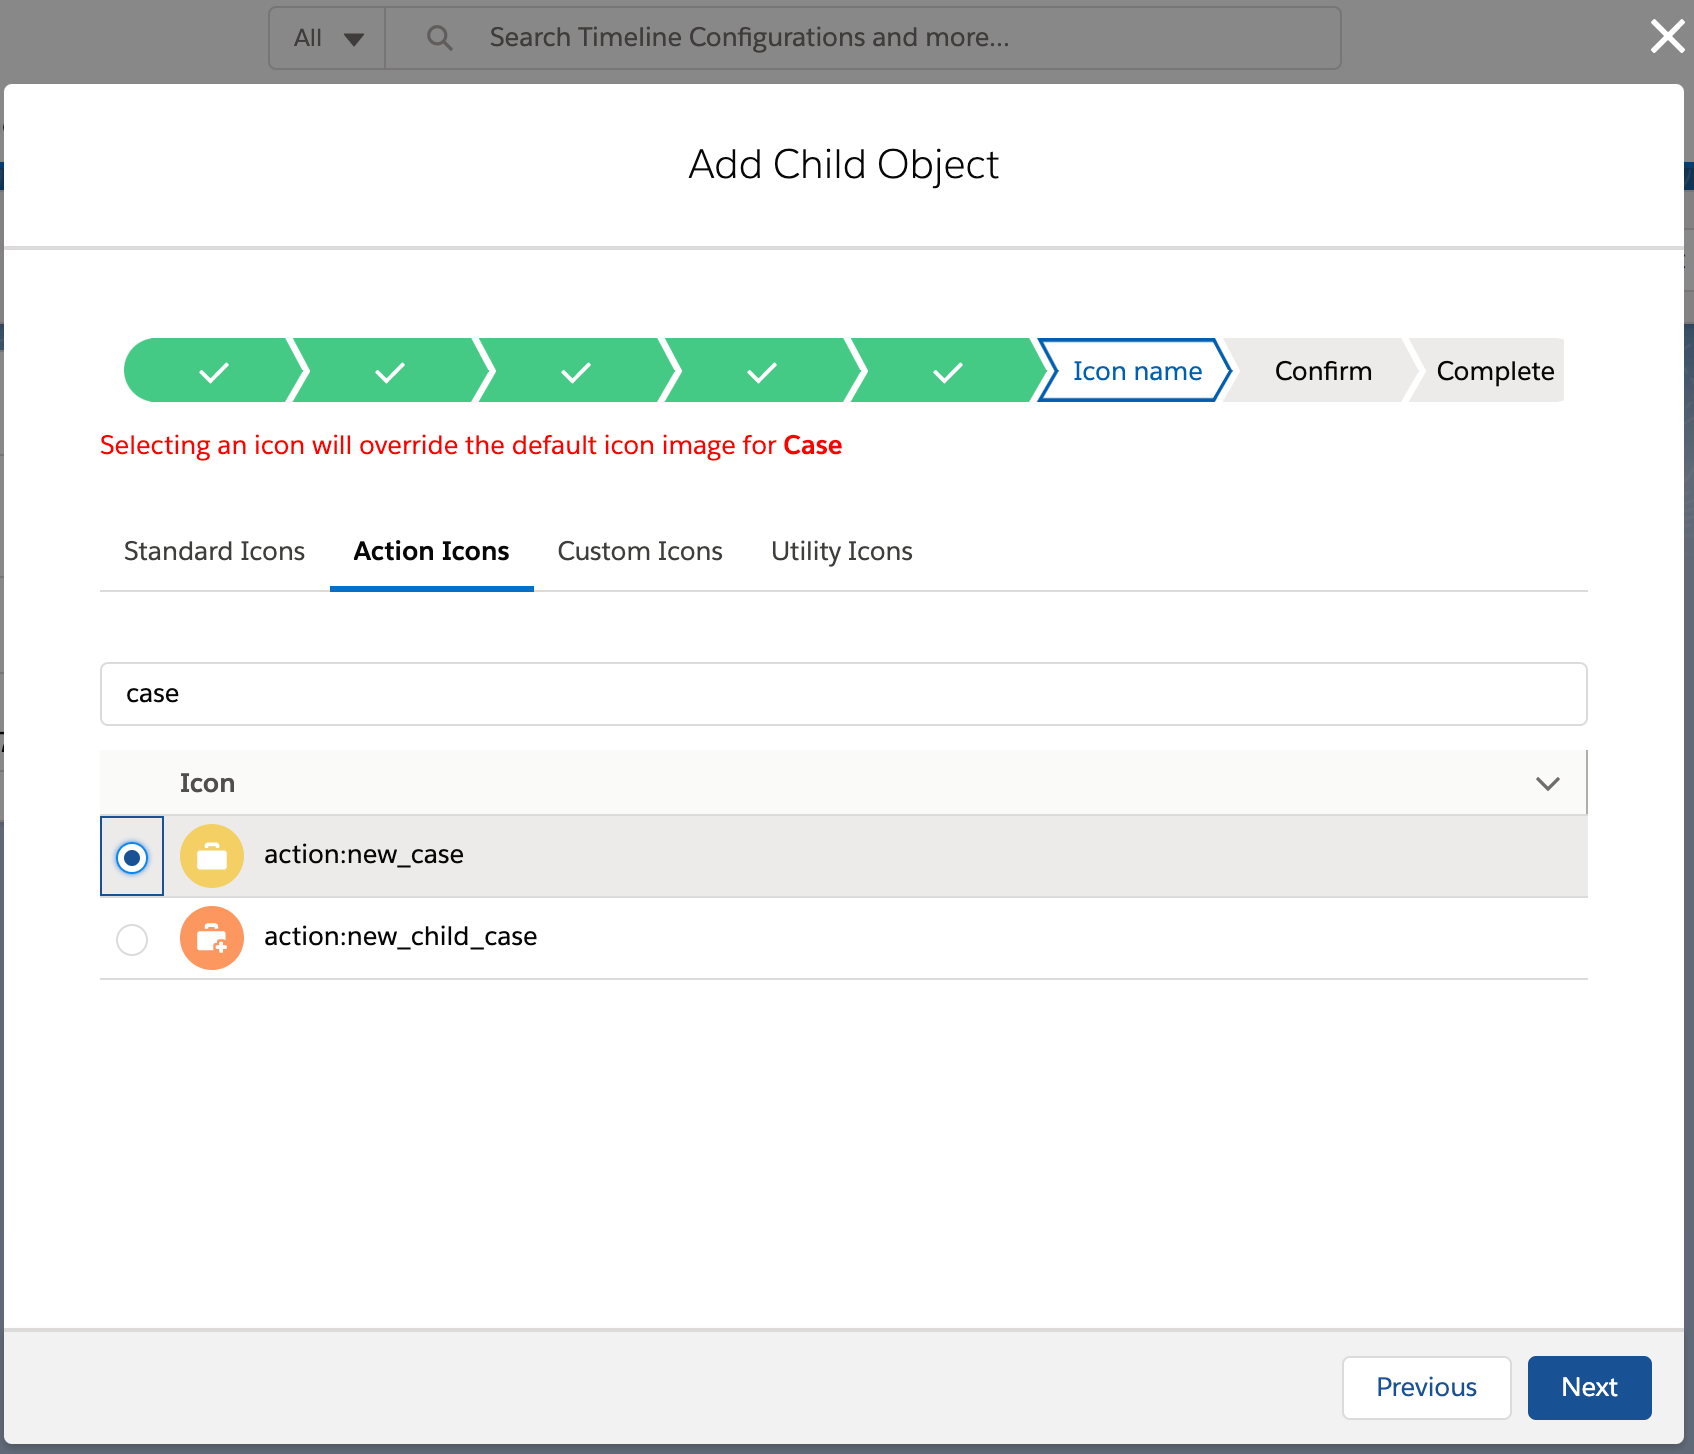 All
Search Timeline Configurations and more...
Add Child Object
Icon name
Confirm
Complete
Selecting an icon will override the default icon image for Case
Standard Icons
Action Icons
Custom Icons
Utility Icons
case
Icon
action:new_case
action:new_child_case
Previous
Next